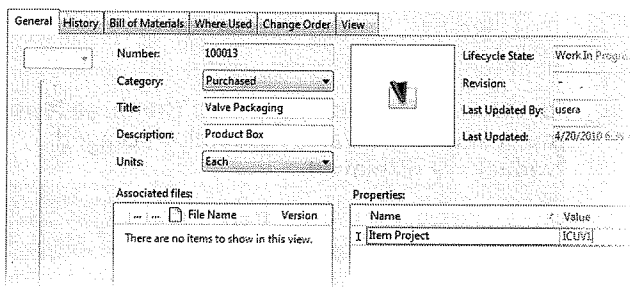 General History Bill of Materials Where Used Change Order View
Number: 100013
Category: Purchased
Title: Valve Packaging
Description: Product Box
Units: Each
Lifecycle State: Work In
Revision: -
Last Updated By: usera
Last Updated: 4/20/2010
Associated files:
... ... File Name Version
There are no items to show in this view.
Properties:
Name Value
Item Project